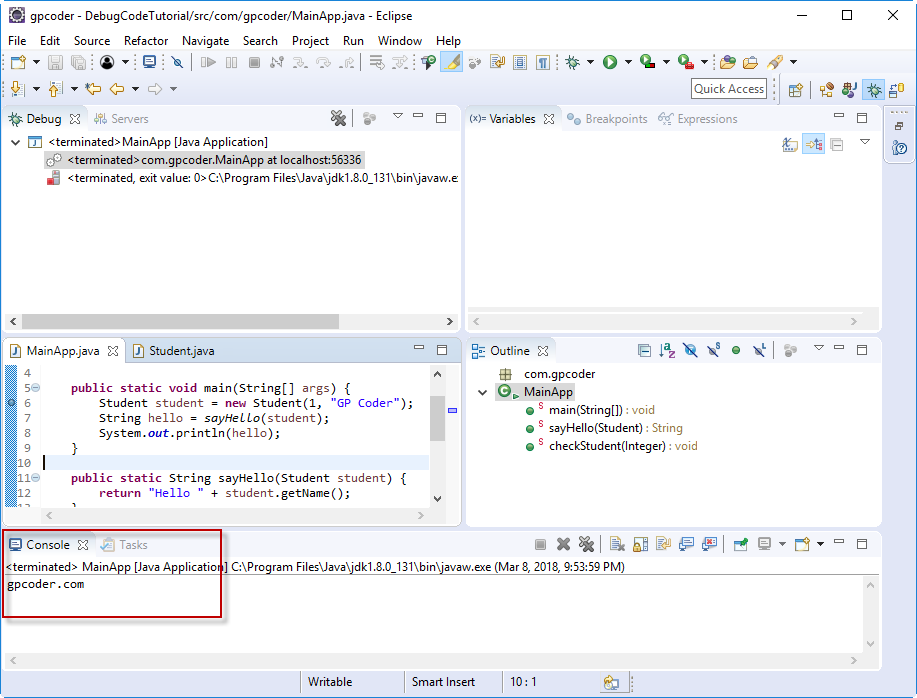 gpcoder - DebugCodeTutorial/src/com/gpcoder/MainApp.java - Eclipse
File Edit Source Refactor Navigate Search Project Run Window Help
Quick Access
Debug Servers
<terminated>MainApp [Java Application]
<terminated>com.gpcoder.MainApp at localhost:56336
<terminated, exit value: 0>C:\Program Files\Java\jdk1.8.0_131\bin\javaw.e
(x)= Variables Breakpoints Expressions
MainApp.java Student.java
4
5 public static void main(String[] args) {
6 Student student = new Student(1, "GP Coder");
7 String hello = sayHello(student);
8 System.out.println(hello);
9 }
10
11 public static String sayHello(Student student) {
12 return "Hello " + student.getName();
Outline
com.gpcoder
MainApp
main(String[]) : void
sayHello(Student) : String
checkStudent(Integer) : void
Console Tasks
<terminated> MainApp [Java Application] C:\Program Files\Java\jdk1.8.0_131\bin\javaw.exe (Mar 8, 2018, 9:53:59 PM)
gpcoder.com
Writable Smart Insert 10 : 1